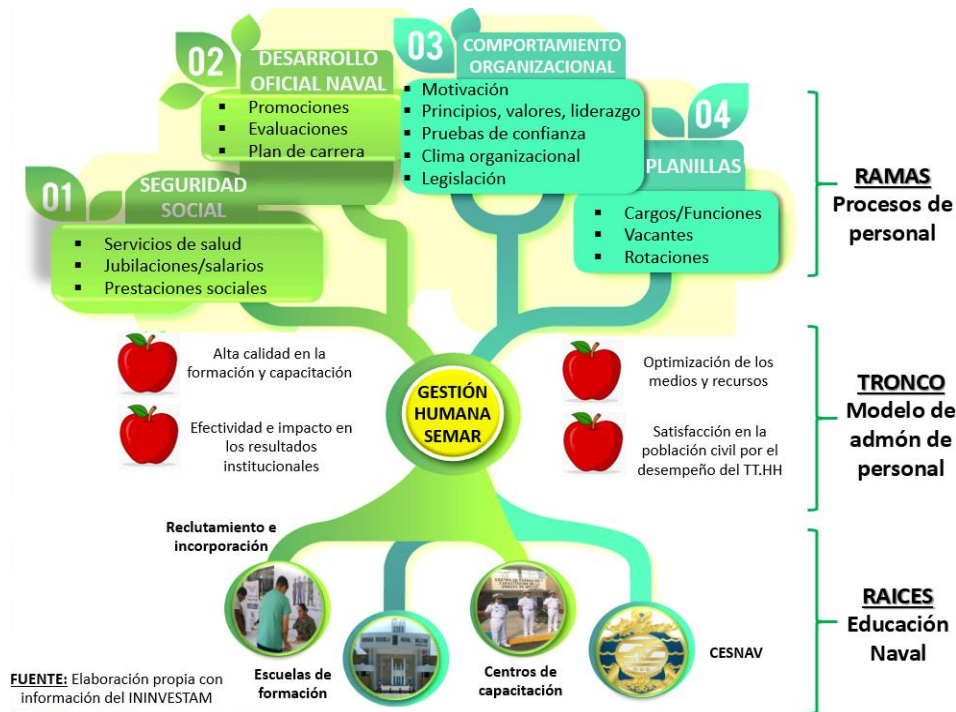 02
DESARROLLO
OFICIAL NAVAL
▪ Promociones
▪ Evaluaciones
▪ Plan de carrera
03
COMPORTAMIENTO
ORGANIZACIONAL
▪ Motivación
▪ Principios, valores, liderazgo
▪ Pruebas de confianza
▪ Clima organizacional
▪ Legislación
01
SEGURIDAD
SOCIAL
▪ Servicios de salud
▪ Jubilaciones/salarios
▪ Prestaciones sociales
04
PLANILLAS
▪ Cargos/Funciones
▪ Vacantes
▪ Rotaciones
RAMAS
Procesos de
personal
Alta calidad en la
formación y capacitación
Efectividad e impacto en
los resultados
institucionales
GESTIÓN
HUMANA
SEMAR
Optimización de los
medios y recursos
Satisfacción en la
población civil por el
desempeño del TT.HH
TRONCO
Modelo de
admón de
personal
Reclutamiento e
incorporación
Escuelas de
formación
Centros de
capacitación
CESNAV
RAICES
Educación
Naval
FUENTE: Elaboración propia con
información del ININVESTAM